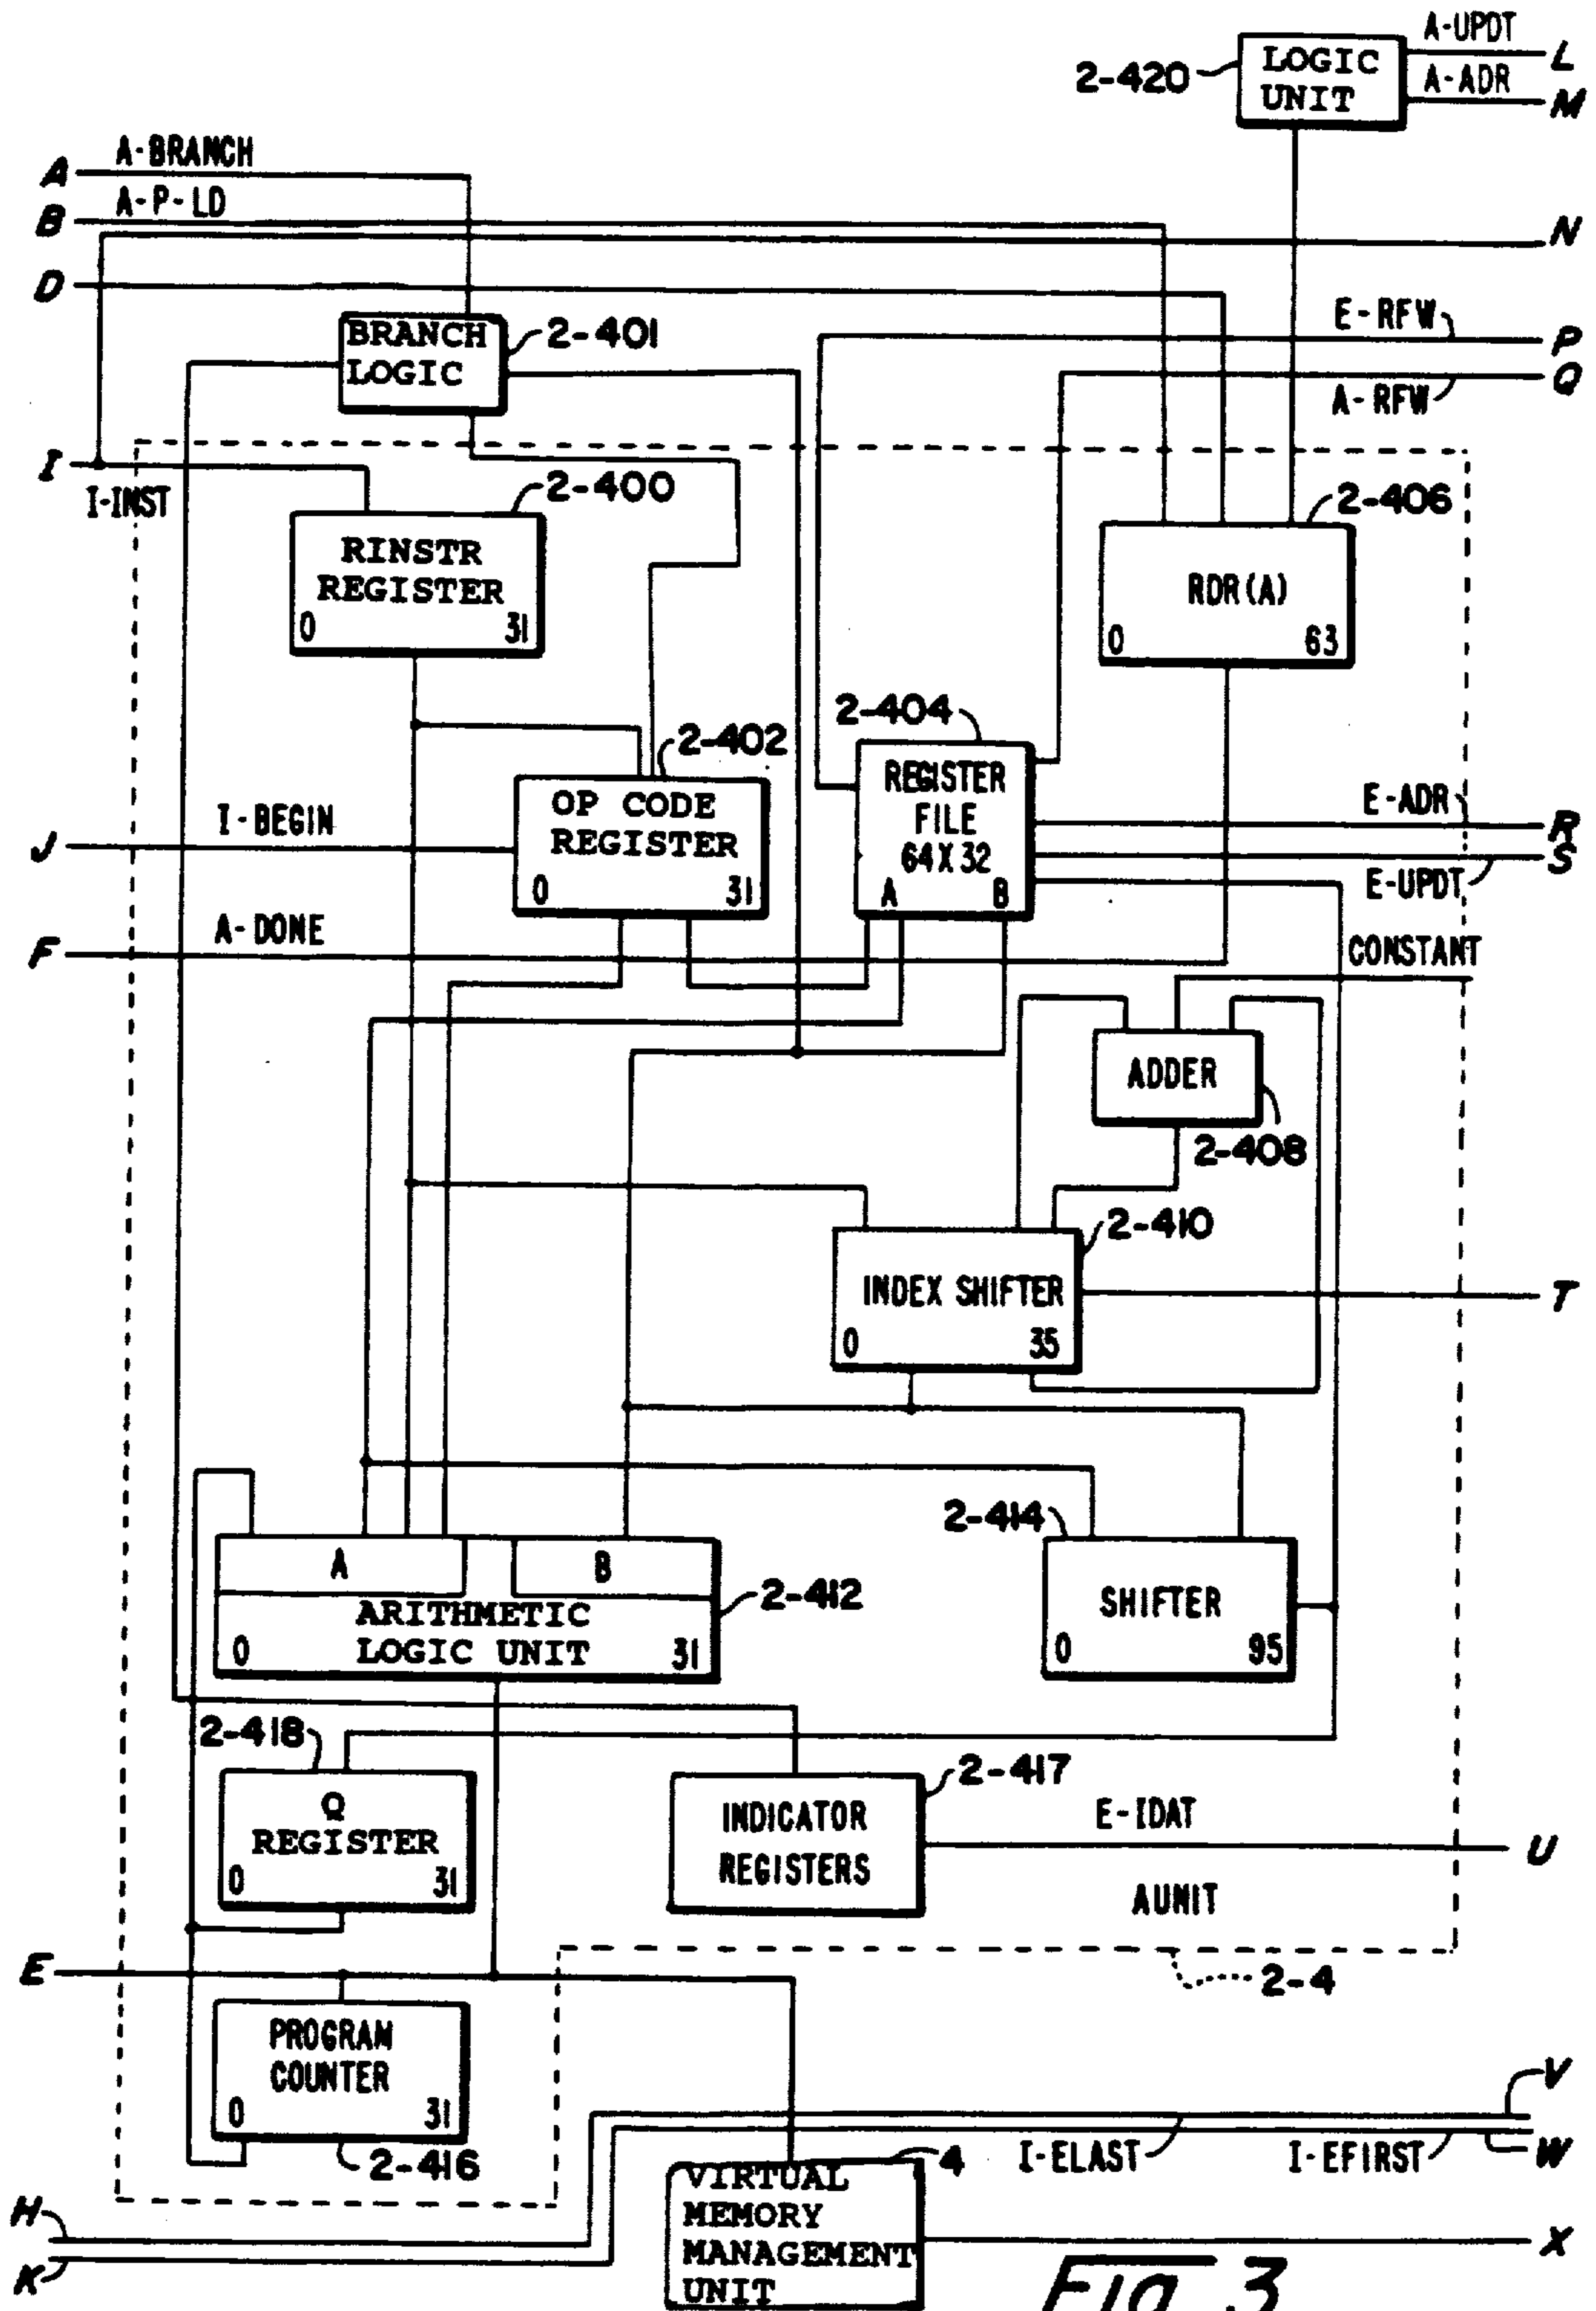 A-UPDT
L
2-420
LOGIC
UNIT
A-ADR
M
A-BRANCH
A
A-P-LD
B
N
D
BRANCH
LOGIC
2-401
E-RFW
P
Q
A-RFW
I
I-INST
2-400
2-406
RINSTR
REGISTER
0 31
RDR(A)
0 63
2-404
2-402
OP CODE
REGISTER
0 31
REGISTER
FILE
64X32
A B
I-BEGIN
J
E-ADR
R
S
E-UPDT
A-DONE
F
CONSTANT
ADDER
2-408
2-410
INDEX SHIFTER
0 35
T
2-414
A B
ARITHMETIC
LOGIC UNIT
0 31
2-412
SHIFTER
0 95
2-418
Q
REGISTER
0 31
2-417
INDICATOR
REGISTERS
E-IDAT
U
AUNIT
E
2-4
PROGRAM
COUNTER
0 31
2-416
V
I-ELAST
I-EFIRST
W
4
VIRTUAL
MEMORY
MANAGEMENT
UNIT
H
K
X
Fig. 3